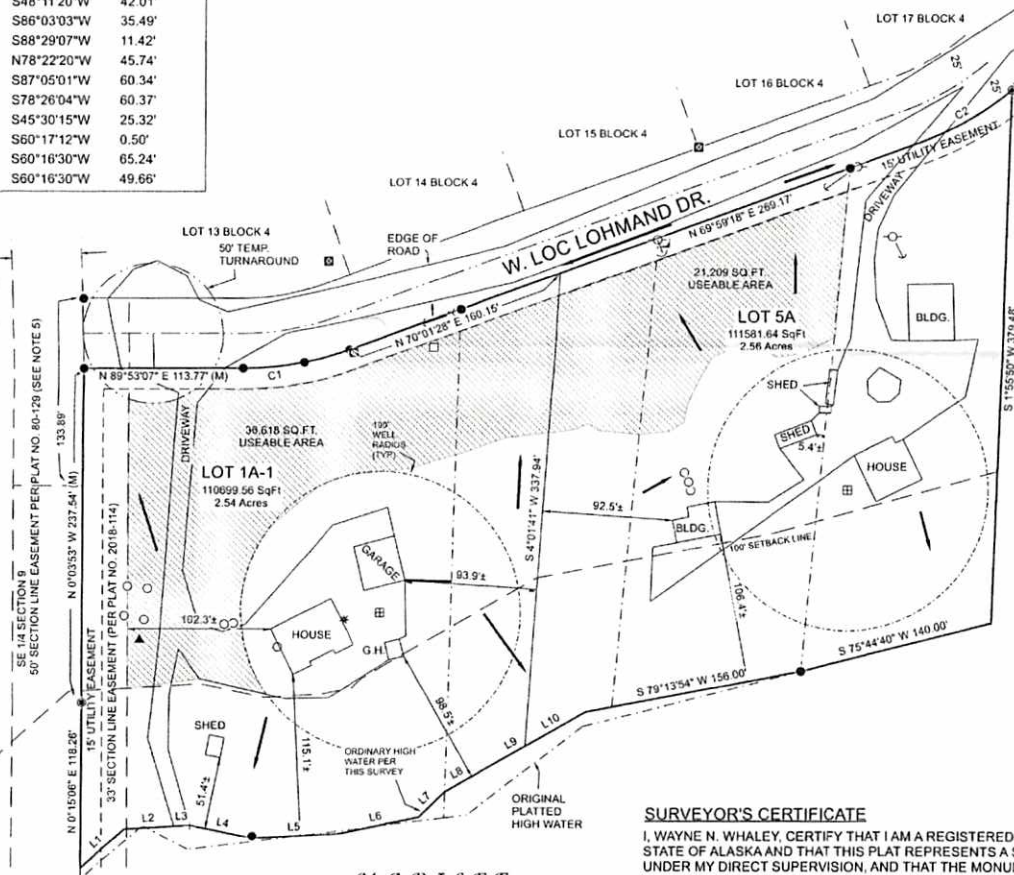 S48°11'20"W 42.01'
S86°03'03"W 35.49'
S88°29'07"W 11.42'
N78°22'20"W 45.74'
S87°05'01"W 60.34'
S78°26'04"W 60.37'
S45°30'15"W 25.32'
S60°17'12"W 0.50'
S60°16'30"W 65.24'
S60°16'30"W 49.66'
LOT 17 BLOCK 4
LOT 16 BLOCK 4
LOT 15 BLOCK 4
LOT 14 BLOCK 4
LOT 13 BLOCK 4
25'
25'
C2
15' UTILITY EASEMENT
50' TEMP.
TURNAROUND
EDGE OF
ROAD
W. LOC LOHMAND DR.
N 69°59'18" E 269.17'
DRIVEWAY
21,209 SQ.FT.
USEABLE AREA
LOT 5A
111581.64 SqFt
2.56 Acres
BLDG.
N 70°01'28" E 160.15'
N 89°53'07" E 113.77' (M)
C1
S 1°55'50" W 379.48'
SHED
SHED
5.4'±
HOUSE
133.89'
DRIVEWAY
36,618 SQ.FT.
USEABLE AREA
100'
WELL
RADIUS
(TYP)
LOT 1A-1
110699.56 SqFt
2.54 Acres
SE 1/4 SECTION 9
50' SECTION LINE EASEMENT PER PLAT NO. 80-129 (SEE NOTE 5)
N 0°03'53" W 237.54' (M)
S 4°01'41" W 337.94'
92.5'±
BLDG.
100' SETBACK LINE
GARAGE
93.9'±
106.4'±
102.3'±
HOUSE
G.H.
15' UTILITY EASEMENT
33' SECTION LINE EASEMENT (PER PLAT NO. 2018-114)
S 75°44'40" W 140.00'
S 79°13'54" W 156.00'
98.5'±
SHED
115.1'±
51.4'±
ORDINARY HIGH
WATER PER
THIS SURVEY
N 0°15'06" E 118.26'
L1
L2
L3
L4
L5
L6
L7
L8
L9
L10
ORIGINAL
PLATTED
HIGH WATER
SURVEYOR'S CERTIFICATE
I, WAYNE N. WHALEY, CERTIFY THAT I AM A REGISTERED
STATE OF ALASKA AND THAT THIS PLAT REPRESENTS A S
UNDER MY DIRECT SUPERVISION, AND THAT THE MONU